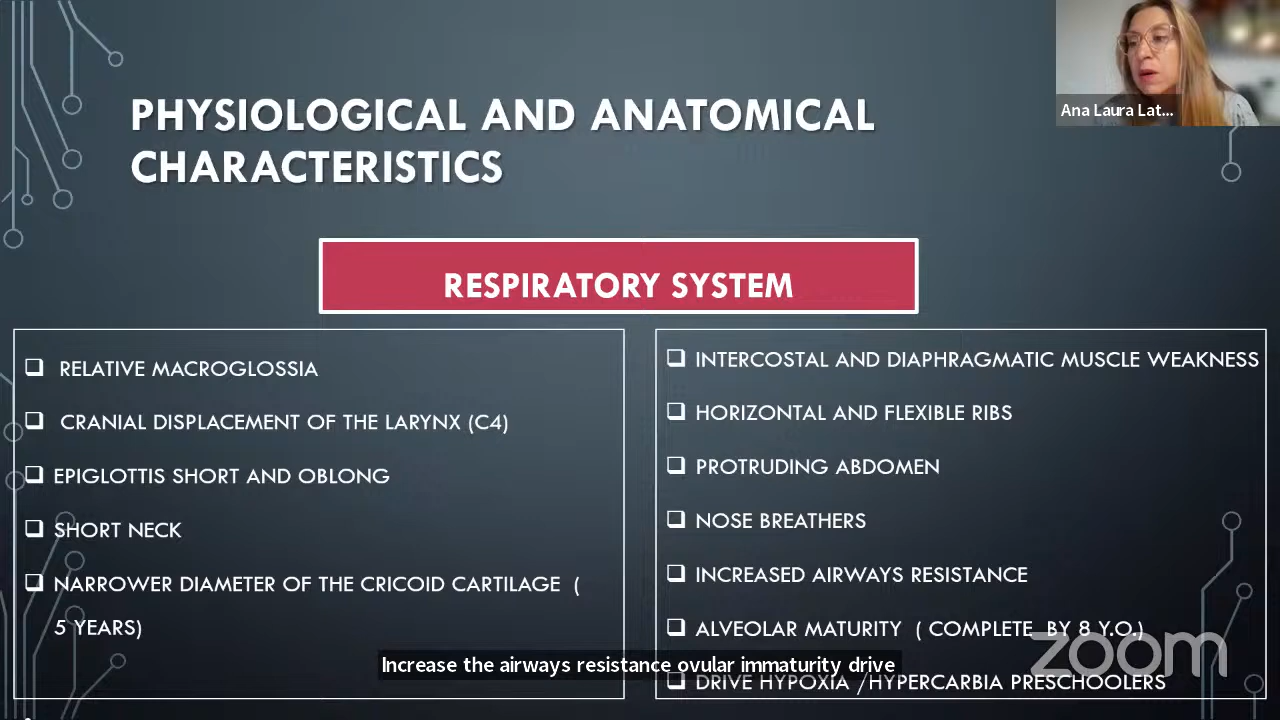 Ana Laura Lat...
PHYSIOLOGICAL AND ANATOMICAL
CHARACTERISTICS
RESPIRATORY SYSTEM
RELATIVE MACROGLOSSIA
CRANIAL DISPLACEMENT OF THE LARYNX (C4)
EPIGLOTTIS SHORT AND OBLONG
SHORT NECK
NARROWER DIAMETER OF THE CRICOID CARTILAGE (
5 YEARS)
INTERCOSTAL AND DIAPHRAGMATIC MUSCLE WEAKNESS
HORIZONTAL AND FLEXIBLE RIBS
PROTRUDING ABDOMEN
NOSE BREATHERS
INCREASED AIRWAYS RESISTANCE
ALVEOLAR MATURITY ( COMPLETE BY 8 Y.O.)
DRIVE HYPOXIA /HYPERCARBIA PRESCHOOLERS
Increase the airways resistance ovular immaturity drive
zoom